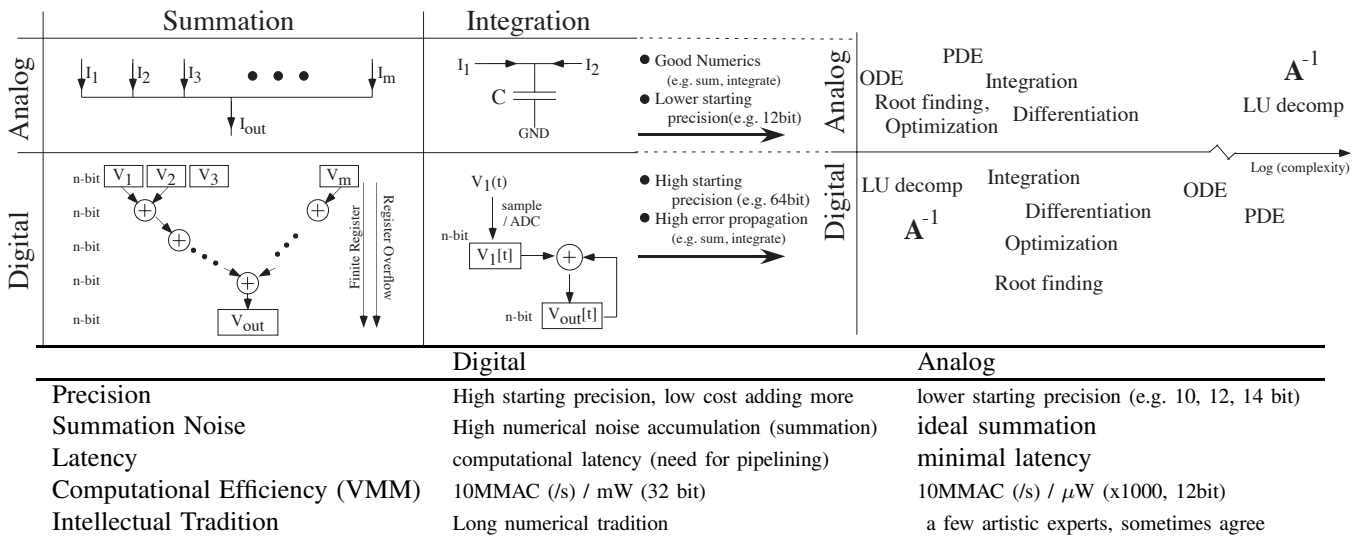 Summation
Integration
Analog
I1
I2
I3
Im
Iout
I1
I2
C
GND
Good Numerics
(e.g. sum, integrate)
Lower starting
precision(e.g. 12bit)
Analog
ODE
PDE
Root finding,
Optimization
Integration
Differentiation
A-1
LU decomp
Log (complexity)
Digital
n-bit
V1
V2
V3
Vm
n-bit
n-bit
n-bit
n-bit
Vout
Finite Register
Register Overflow
V1(t)
sample
/ ADC
n-bit
V1[t]
n-bit
Vout[t]
High starting
precision (e.g. 64bit)
High error propagation
(e.g. sum, integrate)
Digital
LU decomp
A-1
Integration
Differentiation
Optimization
Root finding
ODE
PDE
Digital Analog
Precision High starting precision, low cost adding more lower starting precision (e.g. 10, 12, 14 bit)
Summation Noise High numerical noise accumulation (summation) ideal summation
Latency computational latency (need for pipelining) minimal latency
Computational Efficiency (VMM) 10MMAC (/s) / mW (32 bit) 10MMAC (/s) / μW (x1000, 12bit)
Intellectual Tradition Long numerical tradition a few artistic experts, sometimes agree